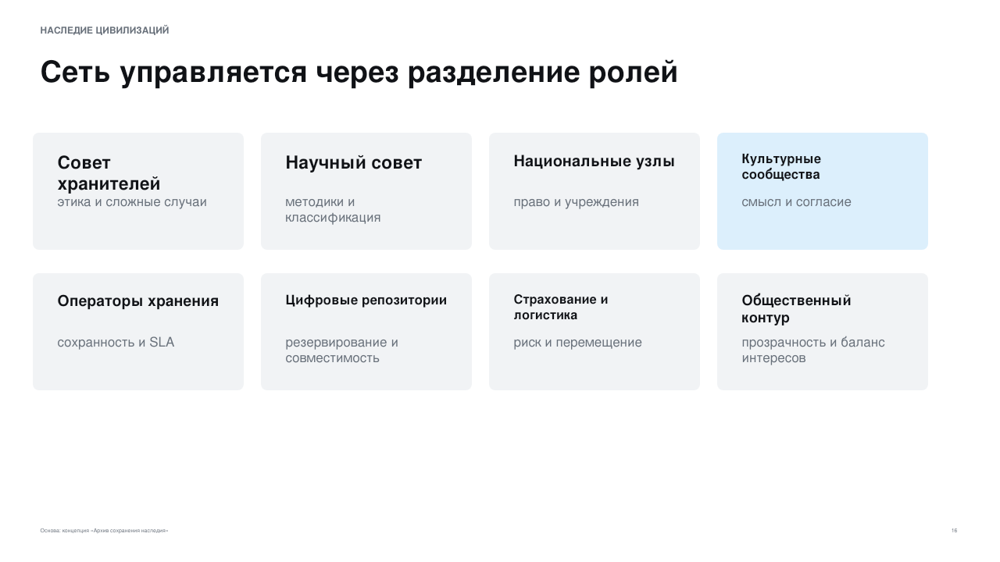 НАСЛЕДИЕ ЦИВИЛИЗАЦИЙ
Сеть управляется через разделение ролей
Совет
хранителей
этика и сложные случаи
Научный совет
методики и
классификация
Национальные узлы
право и учреждения
Культурные
сообщества
смысл и согласие
Операторы хранения
сохранность и SLA
Цифровые репозитории
резервирование и
совместимость
Страхование и
логистика
риск и перемещение
Общественный
контур
прозрачность и баланс
интересов
Основа: концепция «Архив сохранения наследия»
16